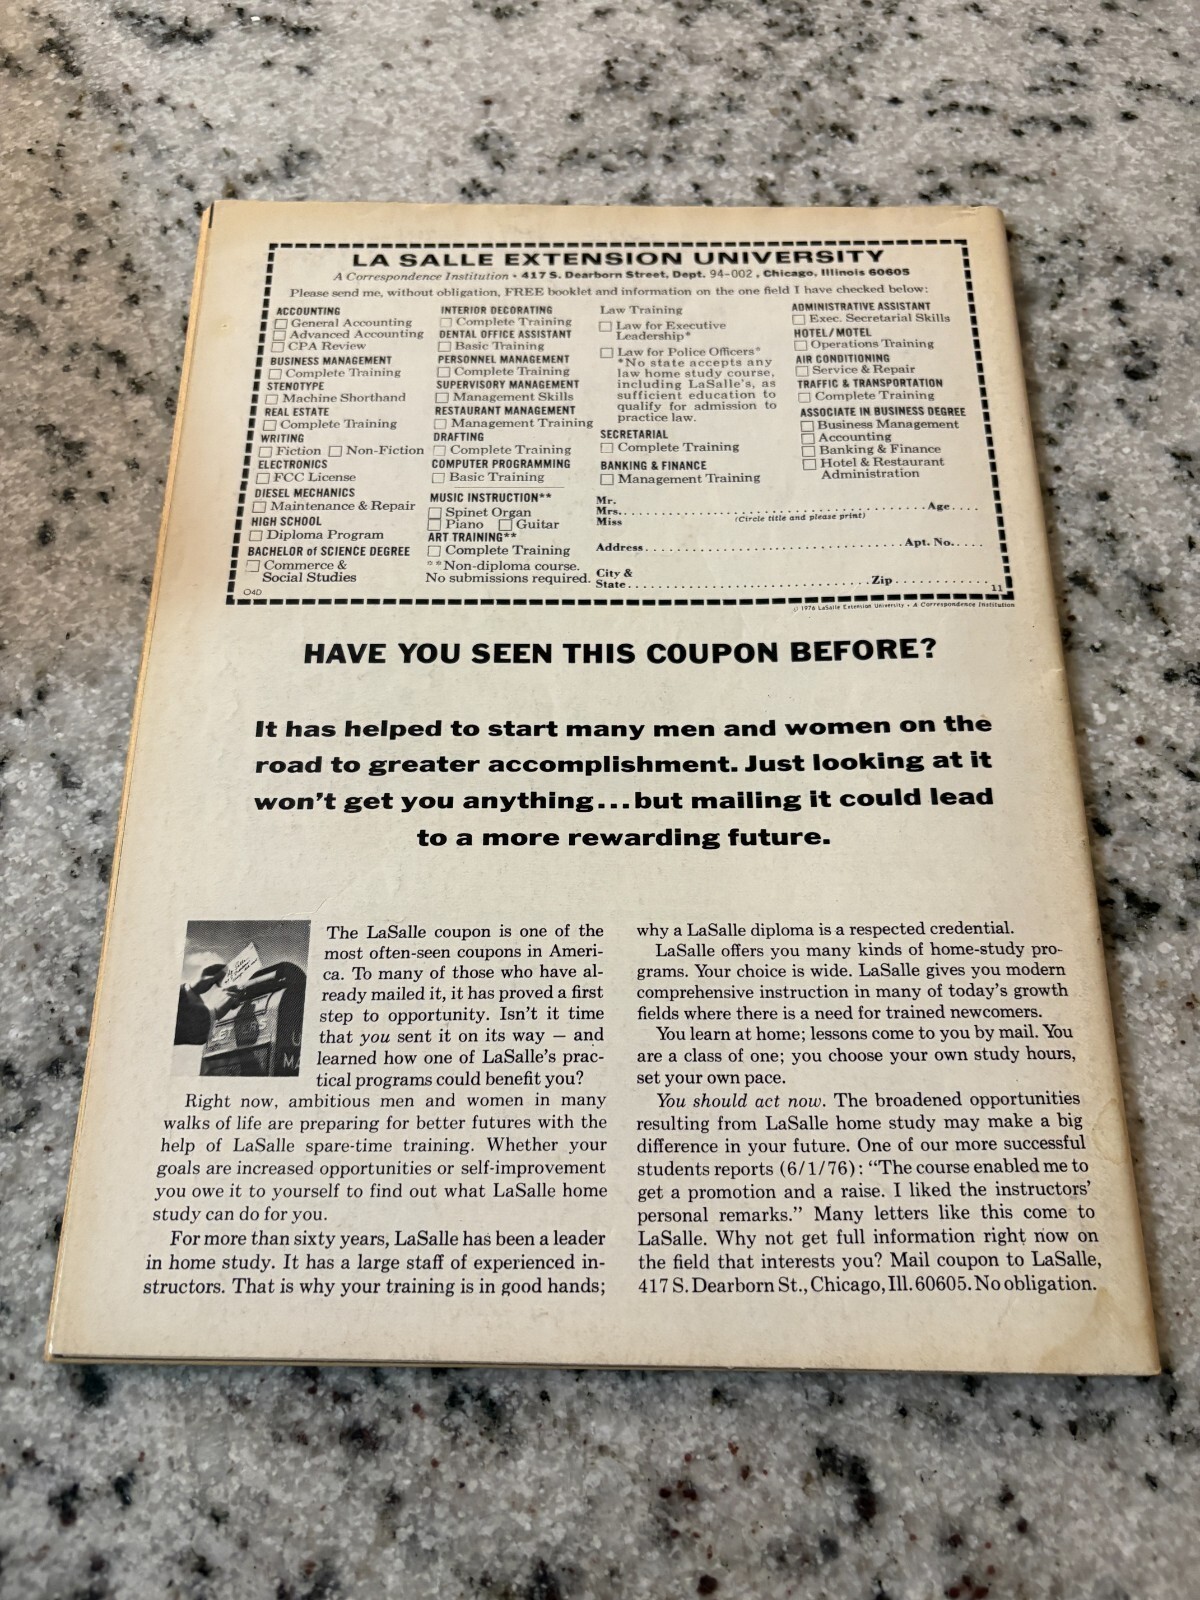 LA SALLE EXTENSION UNIVERSITY
A Correspondence Institution • 417 S. Dearborn Street, Dept. 94-002 , Chicago, Illinois 60605
Please send me, without obligation, FREE booklet and information on the one field I have checked below:
ACCOUNTING
General Accounting
Advanced Accounting
CPA Review
BUSINESS MANAGEMENT
Complete Training
STENOTYPE
Machine Shorthand
REAL ESTATE
Complete Training
WRITING
Fiction Non-Fiction
ELECTRONICS
FCC License
DIESEL MECHANICS
Maintenance & Repair
HIGH SCHOOL
Diploma Program
BACHELOR of SCIENCE DEGREE
Commerce &
Social Studies
O4D
INTERIOR DECORATING
Complete Training
DENTAL OFFICE ASSISTANT
Basic Training
PERSONNEL MANAGEMENT
Complete Training
SUPERVISORY MANAGEMENT
Management Skills
RESTAURANT MANAGEMENT
Management Training
DRAFTING
Complete Training
COMPUTER PROGRAMMING
Basic Training
MUSIC INSTRUCTION**
Spinet Organ
Piano Guitar
ART TRAINING**
Complete Training
**Non-diploma course.
No submissions required.
Law Training
Law for Executive
Leadership*
Law for Police Officers*
*No state accepts any
law home study course,
including LaSalle's, as
sufficient education to
qualify for admission to
practice law.
SECRETARIAL
Complete Training
BANKING & FINANCE
Management Training
ADMINISTRATIVE ASSISTANT
Exec. Secretarial Skills
HOTEL/MOTEL
Operations Training
AIR CONDITIONING
Service & Repair
TRAFFIC & TRANSPORTATION
Complete Training
ASSOCIATE IN BUSINESS DEGREE
Business Management
Accounting
Banking & Finance
Hotel & Restaurant
Administration
Mr.
Mrs. Age
Miss (Circle title and please print)
Address Apt. No.
City &
State Zip
11
© 1976 LaSalle Extension University • A Correspondence Institution
HAVE YOU SEEN THIS COUPON BEFORE?
It has helped to start many men and women on the
road to greater accomplishment. Just looking at it
won't get you anything...but mailing it could lead
to a more rewarding future.
The LaSalle coupon is one of the
most often-seen coupons in Ameri-
ca. To many of those who have al-
ready mailed it, it has proved a first
step to opportunity. Isn't it time
that you sent it on its way — and
learned how one of LaSalle's prac-
tical programs could benefit you?
Right now, ambitious men and women in many
walks of life are preparing for better futures with the
help of LaSalle spare-time training. Whether your
goals are increased opportunities or self-improvement
you owe it to yourself to find out what LaSalle home
study can do for you.
For more than sixty years, LaSalle has been a leader
in home study. It has a large staff of experienced in-
structors. That is why your training is in good hands;
why a LaSalle diploma is a respected credential.
LaSalle offers you many kinds of home-study pro-
grams. Your choice is wide. LaSalle gives you modern
comprehensive instruction in many of today's growth
fields where there is a need for trained newcomers.
You learn at home; lessons come to you by mail. You
are a class of one; you choose your own study hours,
set your own pace.
You should act now. The broadened opportunities
resulting from LaSalle home study may make a big
difference in your future. One of our more successful
students reports (6/1/76): "The course enabled me to
get a promotion and a raise. I liked the instructors'
personal remarks." Many letters like this come to
LaSalle. Why not get full information right now on
the field that interests you? Mail coupon to LaSalle,
417 S. Dearborn St., Chicago, Ill. 60605. No obligation.